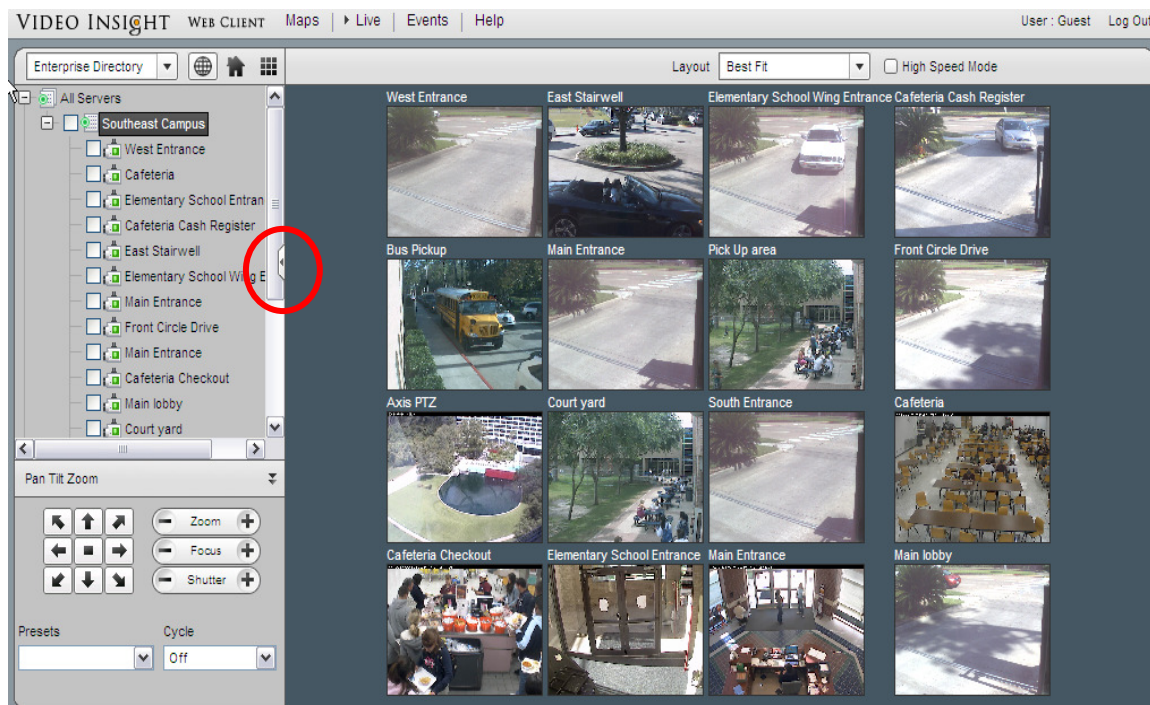 VIDEO INSIGHT WEB CLIENT Maps | Live | Events | Help User : Guest Log Out
Enterprise Directory
Layout Best Fit High Speed Mode
All Servers
Southeast Campus
West Entrance
Cafeteria
Elementary School Entran
Cafeteria Cash Register
East Stairwell
Elementary School Wing E
Main Entrance
Front Circle Drive
Main Entrance
Cafeteria Checkout
Main lobby
Court yard
Pan Tilt Zoom
Zoom
Focus
Shutter
Presets Cycle
Off
West Entrance East Stairwell Elementary School Wing Entrance Cafeteria Cash Register
Bus Pickup Main Entrance Pick Up area Front Circle Drive
Axis PTZ Court yard South Entrance Cafeteria
Cafeteria Checkout Elementary School Entrance Main Entrance Main lobby